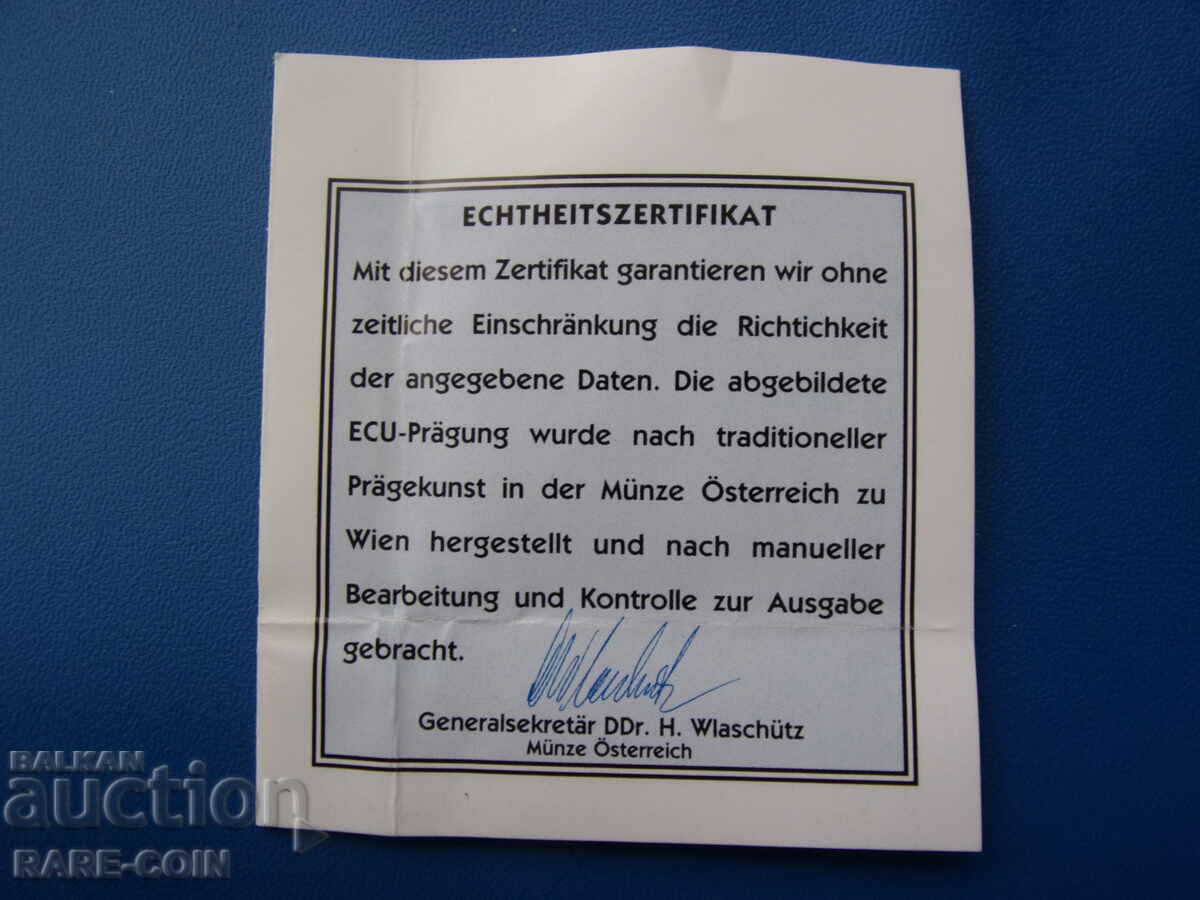 ECHTHEITSZERTIFIKAT
Mit diesem Zertifikat garantieren wir ohne
zeitliche Einschränkung die Richtichkeit
der angegebene Daten. Die abgebildete
ECU-Prägung wurde nach traditioneller
Prägekunst in der Münze Österreich zu
Wien hergestellt und nach manueller
Bearbeitung und Kontrolle zur Ausgabe
gebracht.
Generalsekretär DDr. H. Wlaschütz
Münze Österreich
BALKAN
auction
RARE-COIN